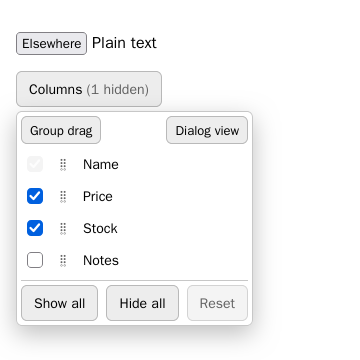 Elsewhere Plain text
Columns (1 hidden)
Group drag Dialog view
Name
Price
Stock
Notes
Show all Hide all Reset